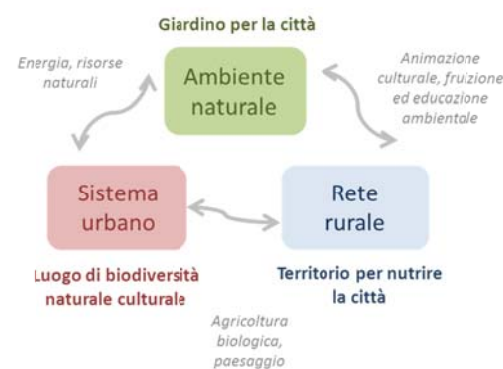 Giardino per la città
Energia, risorse
naturali
Ambiente
naturale
Animazione
culturale, fruizione
ed educazione
ambientale
Sistema
urbano
Rete
rurale
Luogo di biodiversità
naturale culturale
Territorio per nutrire
la città
Agricoltura
biologica,
paesaggio